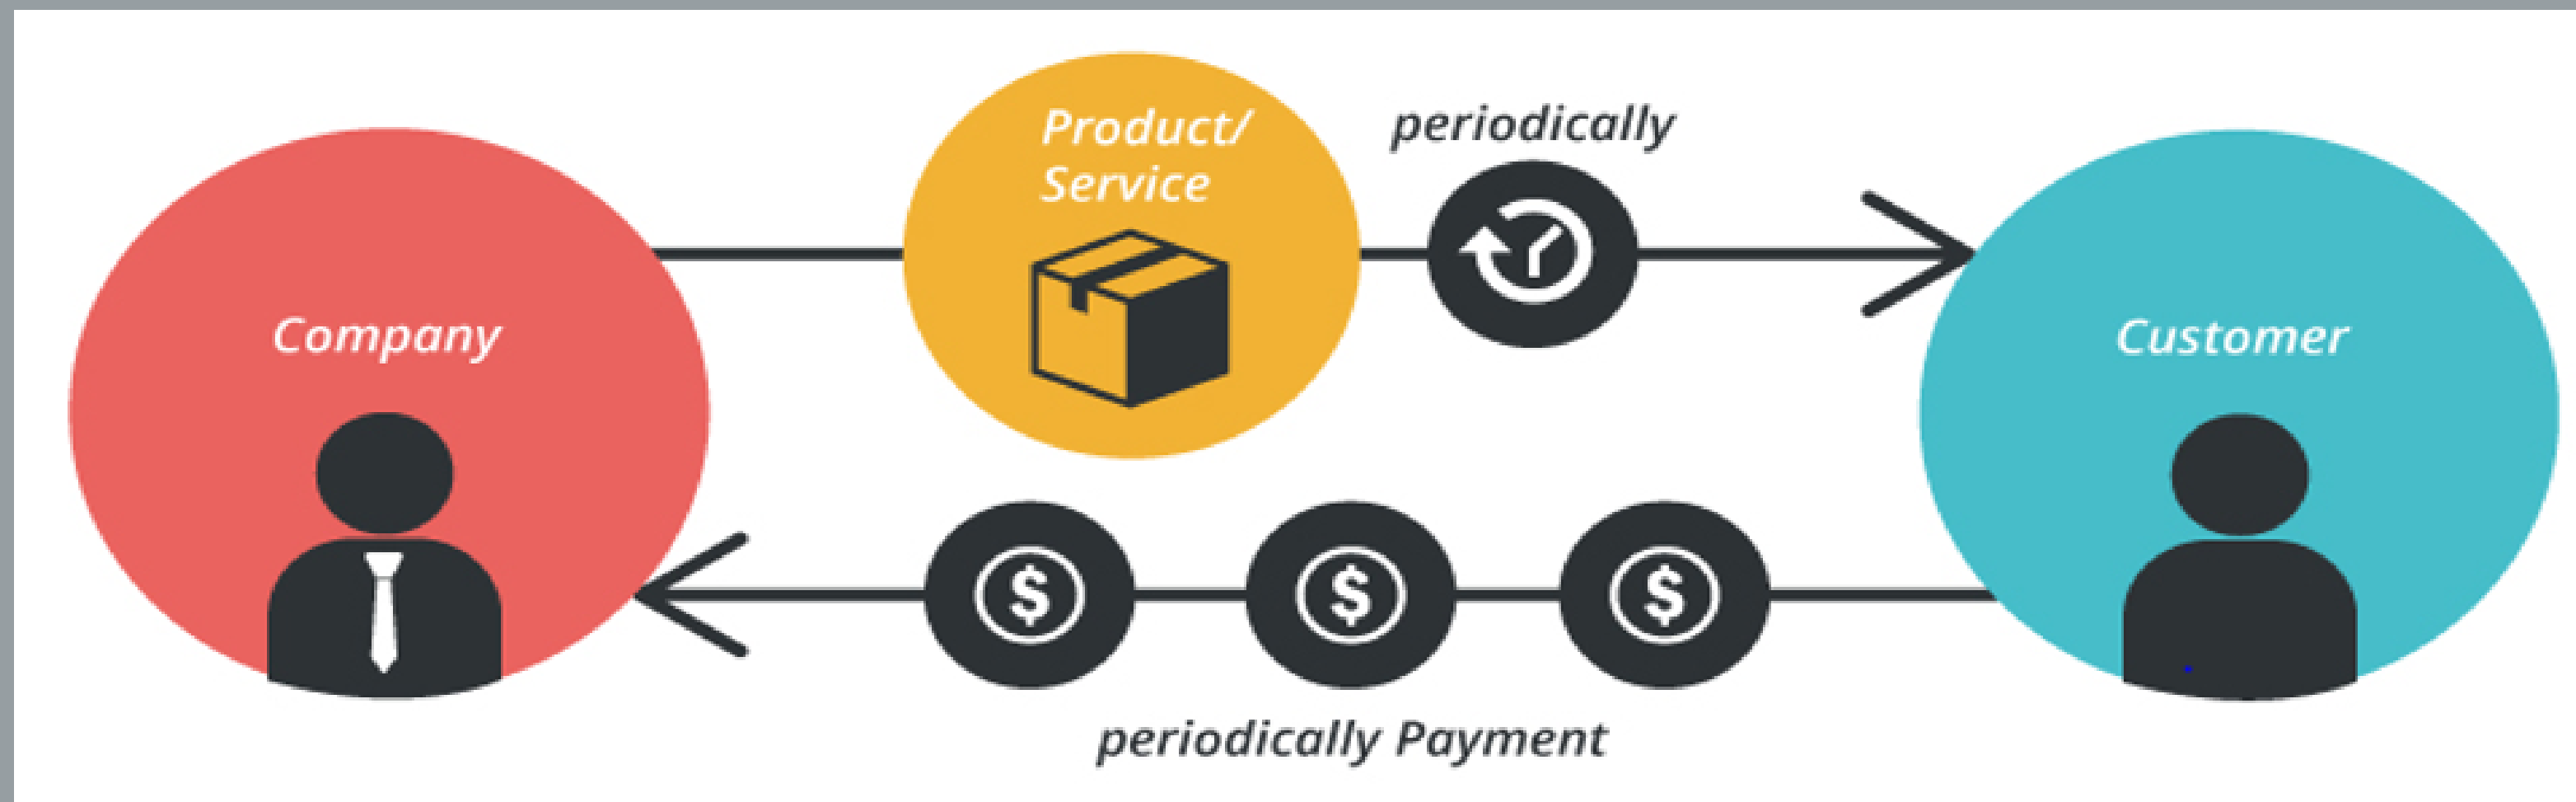 Product/
Service
periodically
Company
Customer
$ $ $
periodically Payment